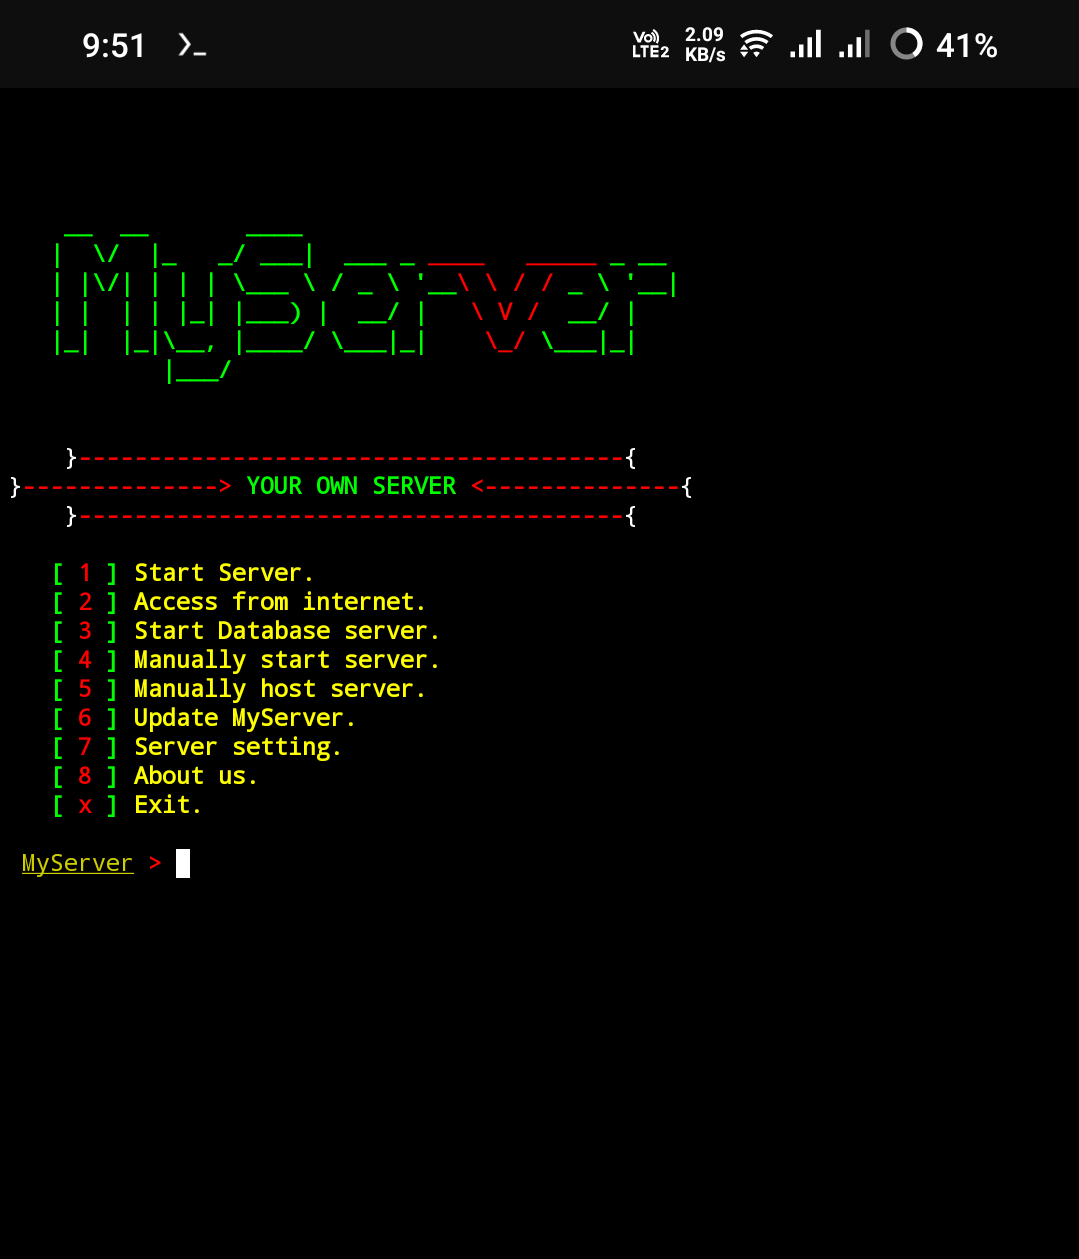 9:51 Vo)) LTE2 2.09 KB/s 41%
MyServer
}---------------------------------------{
}--------------> YOUR OWN SERVER <--------------{
}---------------------------------------{
[ 1 ] Start Server.
[ 2 ] Access from internet.
[ 3 ] Start Database server.
[ 4 ] Manually start server.
[ 5 ] Manually host server.
[ 6 ] Update MyServer.
[ 7 ] Server setting.
[ 8 ] About us.
[ x ] Exit.
MyServer >